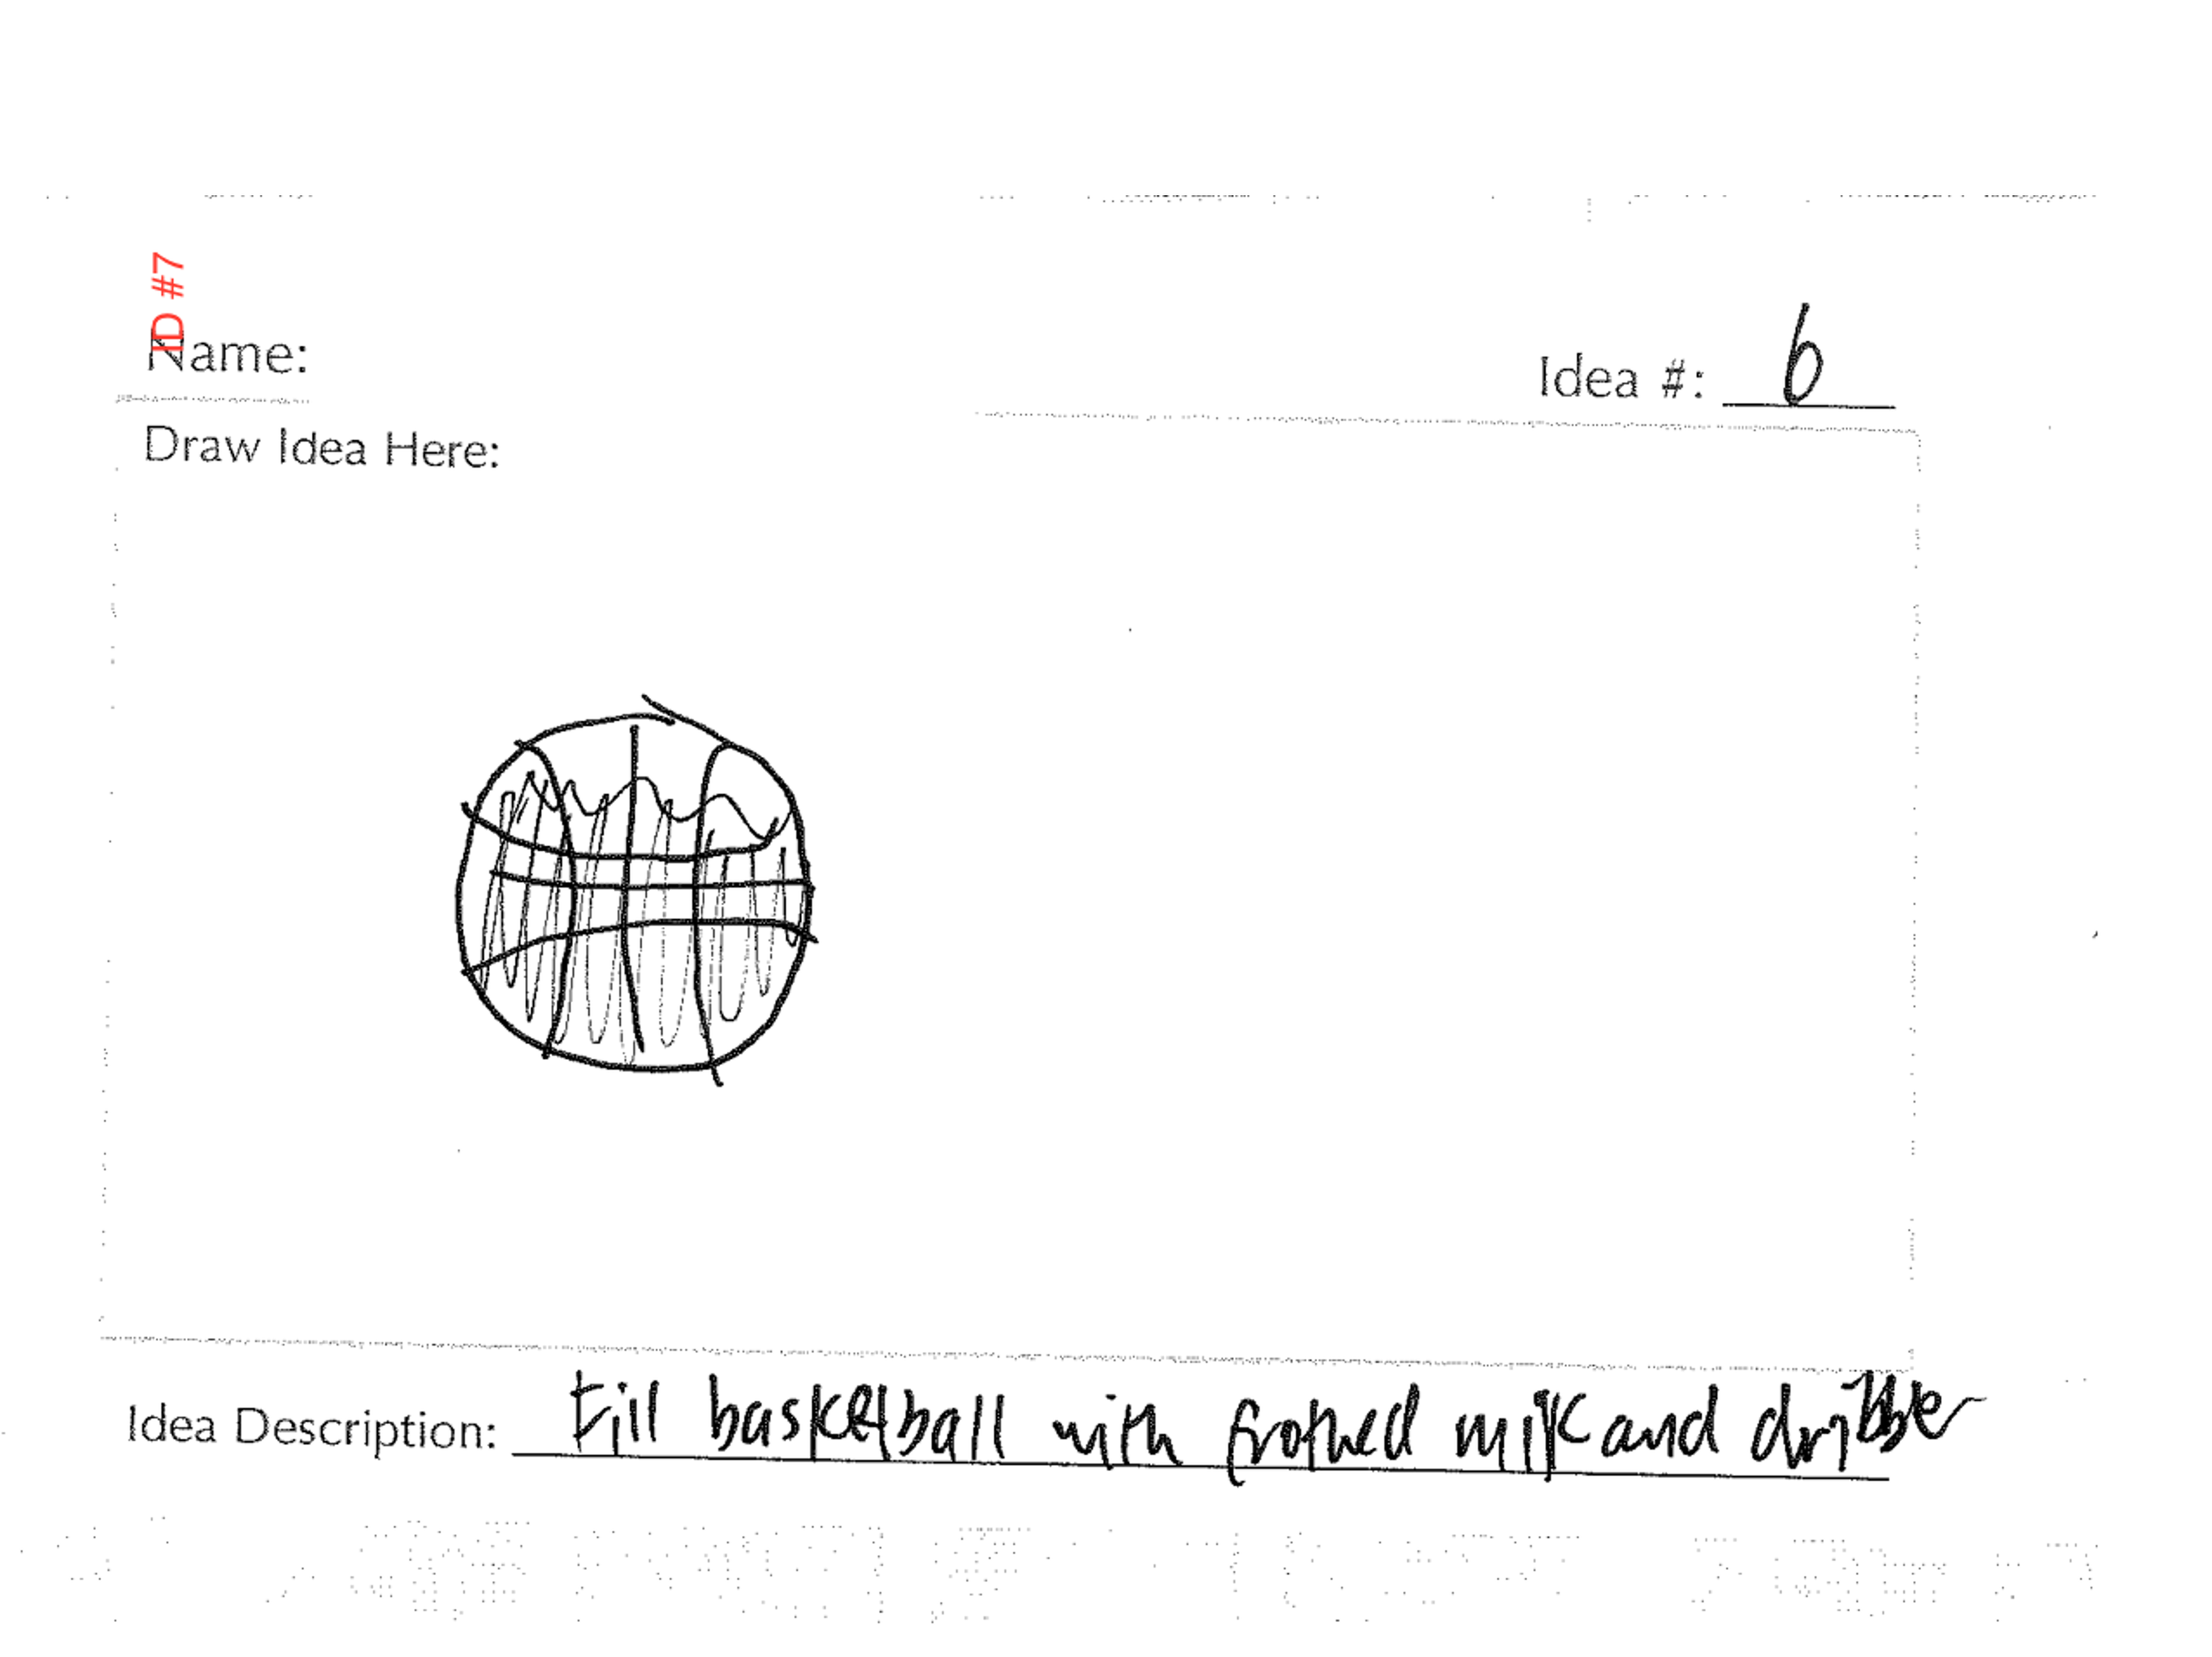 ID #7
Name:
Idea #: 6
Draw Idea Here:
Idea Description: Fill basketball with frothed milk and dribble